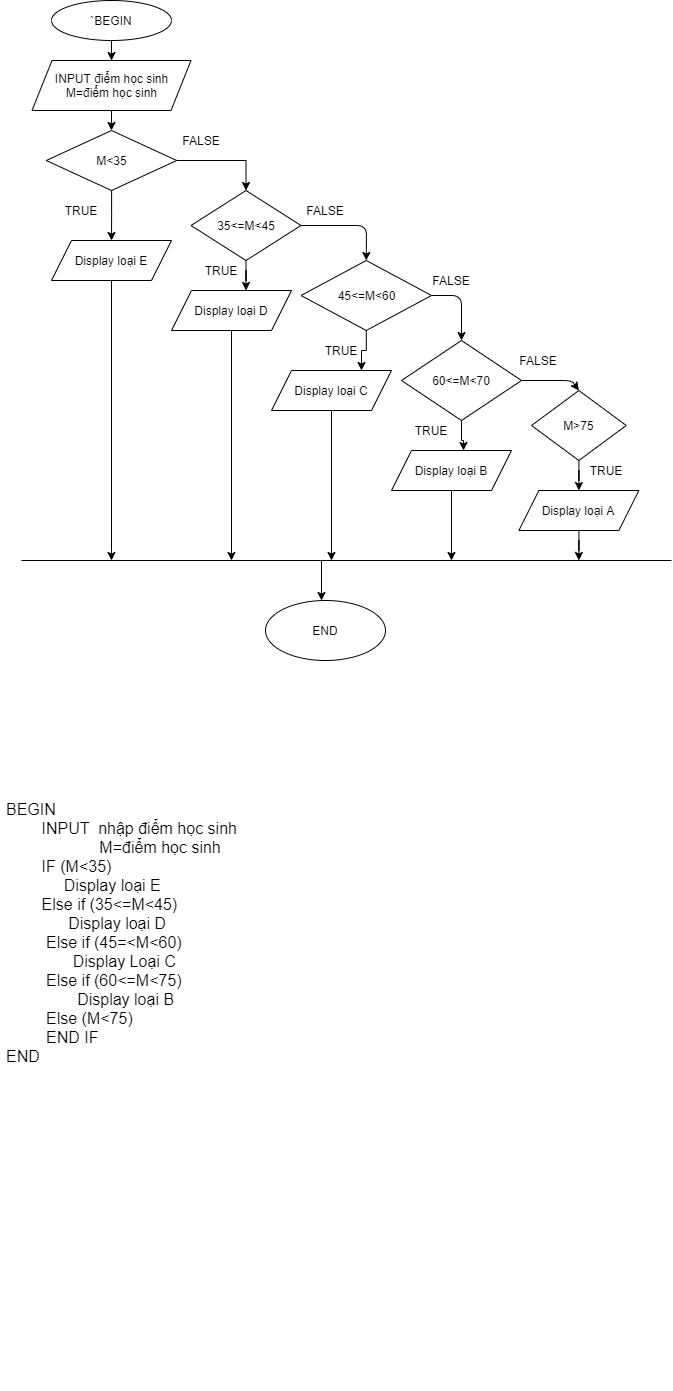 `BEGIN
INPUT điểm học sinh
M=điểm học sinh
M<35
FALSE
TRUE
Display loại E
35<=M<45
FALSE
TRUE
Display loại D
45<=M<60
FALSE
TRUE
Display loại C
60<=M<70
FALSE
TRUE
Display loại B
M>75
TRUE
Display loại A
END
BEGIN
INPUT  nhập điểm học sinh
M=điểm học sinh
IF (M<35)
Display loại E
Else if (35<=M<45)
Display loại D
Else if (45=<M<60)
Display Loại C
Else if (60<=M<75)
Display loại B
Else (M<75)
END IF
END